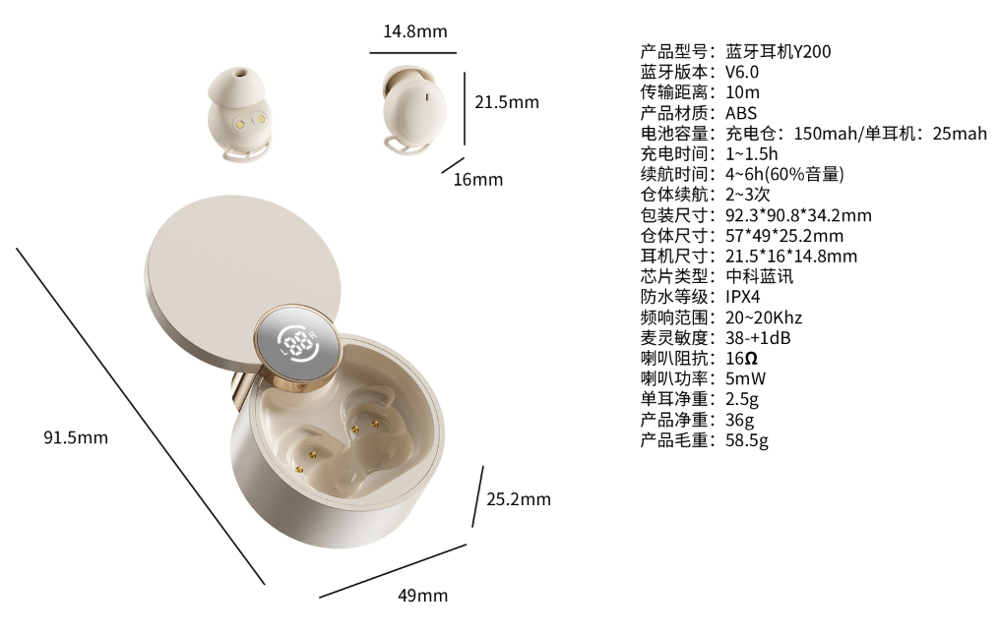 14.8mm
21.5mm
16mm
L 88 R
91.5mm
25.2mm
49mm
产品型号：蓝牙耳机Y200
蓝牙版本：V6.0
传输距离：10m
产品材质：ABS
电池容量：充电仓：150mah/单耳机：25mah
充电时间：1~1.5h
续航时间：4~6h(60%音量)
仓体续航：2~3次
包装尺寸：92.3*90.8*34.2mm
仓体尺寸：57*49*25.2mm
耳机尺寸：21.5*16*14.8mm
芯片类型：中科蓝讯
防水等级：IPX4
频响范围：20~20Khz
麦灵敏度：38-+1dB
喇叭阻抗：16Ω
喇叭功率：5mW
单耳净重：2.5g
产品净重：36g
产品毛重：58.5g